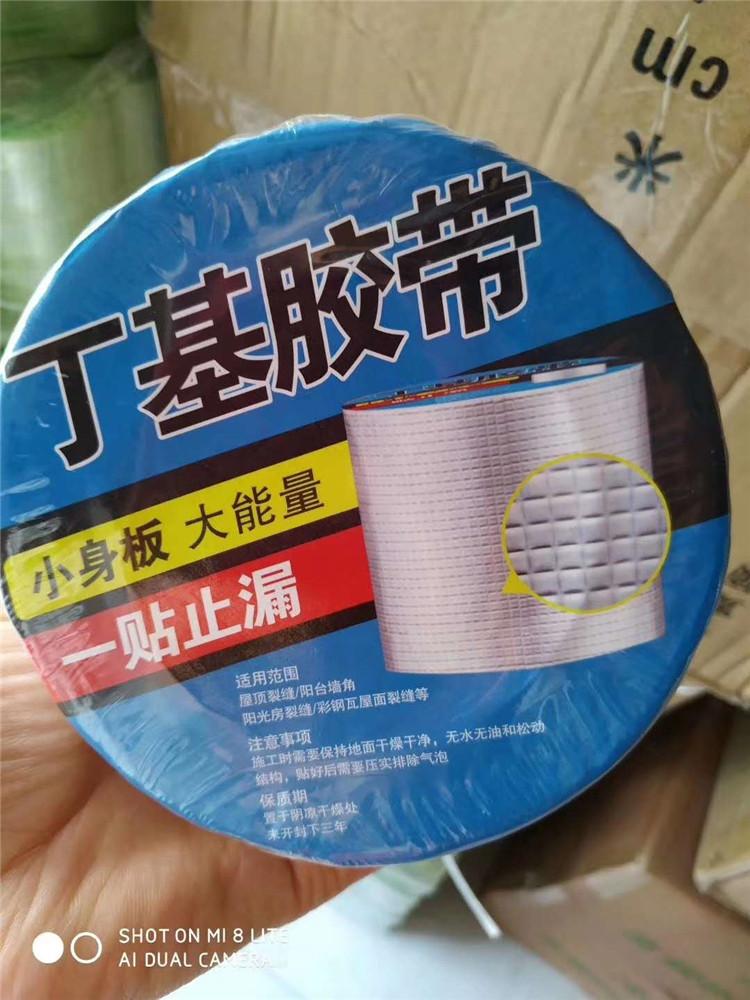 cm
米
丁基胶带
小身板 大能量
一贴止漏
适用范围
屋顶裂缝/阳台墙角
阳光房裂缝/彩钢瓦屋面裂缝等
注意事项
施工时需要保持地面干燥干净，无水无油和松动
结构，贴好后需要压实排除气泡
保质期
置于阴凉干燥处
未开封下三年
SHOT ON MI 8 LITE
AI DUAL CAMERA